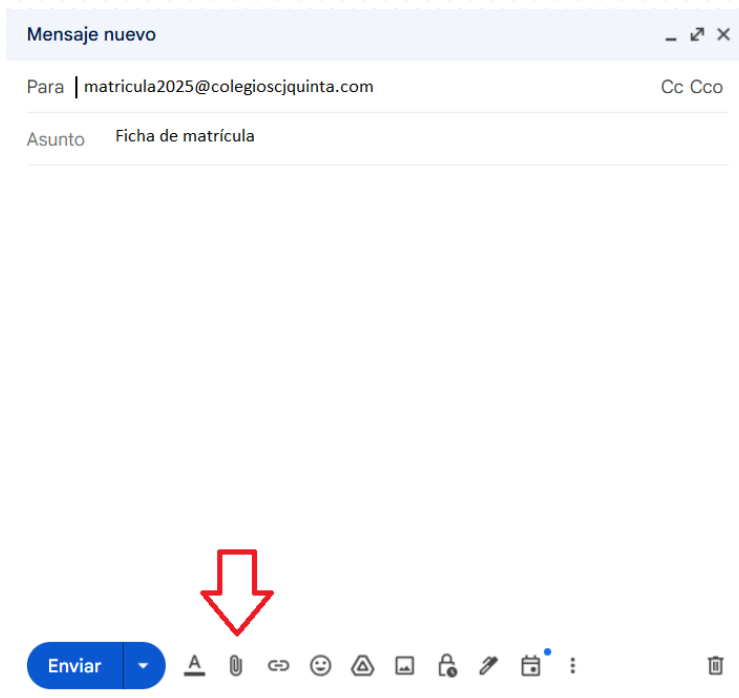 Mensaje nuevo
Para matricula2025@colegioscjquinta.com Cc Cco
Asunto Ficha de matrícula
Enviar A